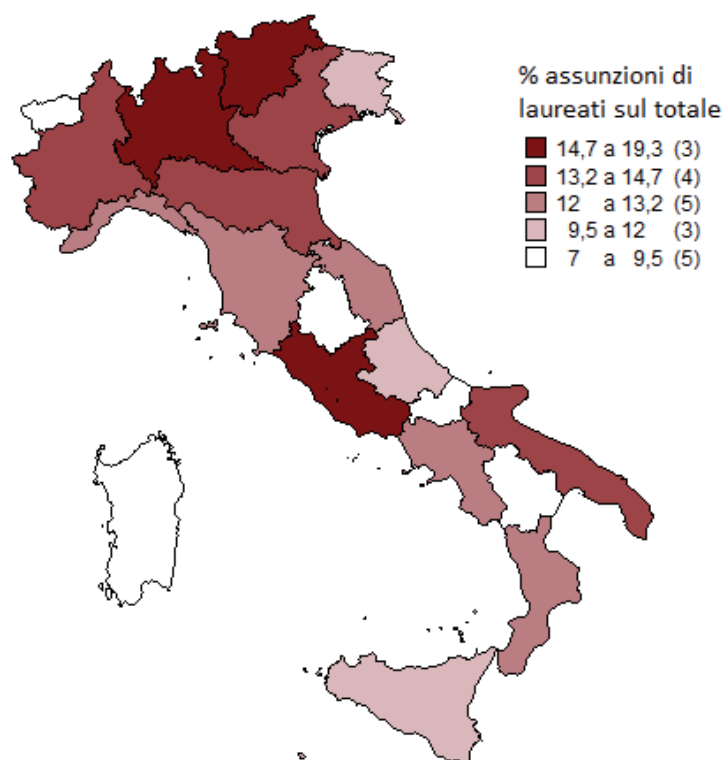 % assunzioni di
laureati sul totale
14,7 a 19,3 (3)
13,2 a 14,7 (4)
12 a 13,2 (5)
9,5 a 12 (3)
7 a 9,5 (5)